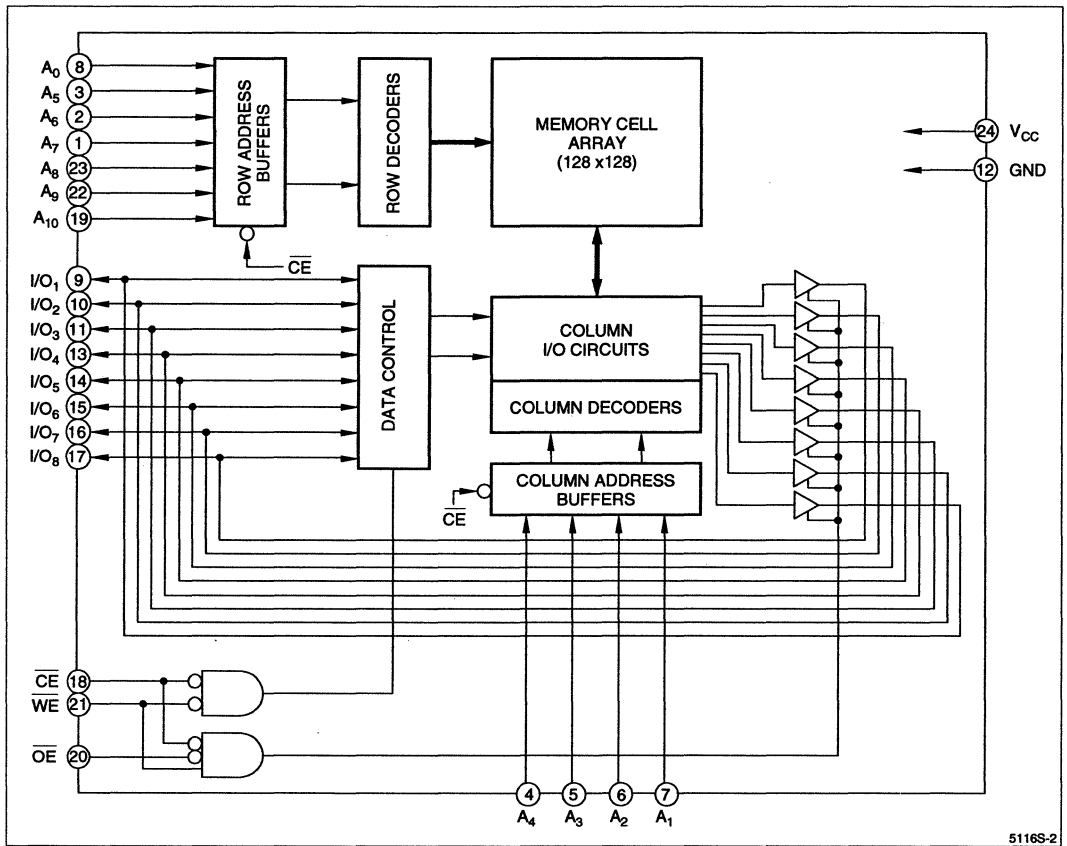 A0 8
A5 3
A6 2
A7 1
A8 23
A9 22
A10 19
ROW ADDRESS
BUFFERS
CE
ROW DECODERS
MEMORY CELL
ARRAY
(128 x128)
24 VCC
12 GND
I/O1 9
I/O2 10
I/O3 11
I/O4 13
I/O5 14
I/O6 15
I/O7 16
I/O8 17
DATA CONTROL
COLUMN
I/O CIRCUITS
COLUMN DECODERS
COLUMN ADDRESS
BUFFERS
CE
CE 18
WE 21
OE 20
4 5 6 7
A4 A3 A2 A1
5116S-2